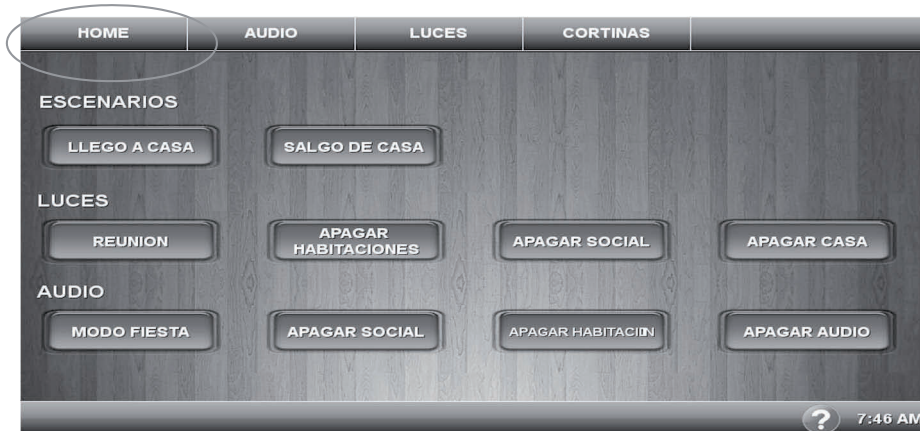 HOME AUDIO LUCES CORTINAS
ESCENARIOS
LLEGO A CASA SALGO DE CASA
LUCES
REUNION APAGAR HABITACIONES APAGAR SOCIAL APAGAR CASA
AUDIO
MODO FIESTA APAGAR SOCIAL APAGAR HABITACION APAGAR AUDIO
? 7:46 AM